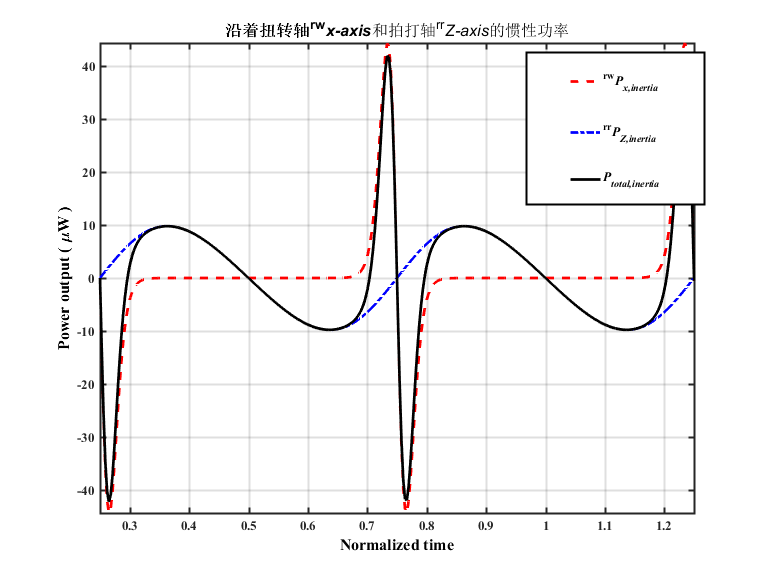 沿着扭转轴rwx-axis和拍打轴rrZ-axis的惯性功率
rwPx,inertia
rrPZ,inertia
Ptotal,inertia
Power output ( μW )
40
30
20
10
0
-10
-20
-30
-40
0.3 0.4 0.5 0.6 0.7 0.8 0.9 1 1.1 1.2
Normalized time